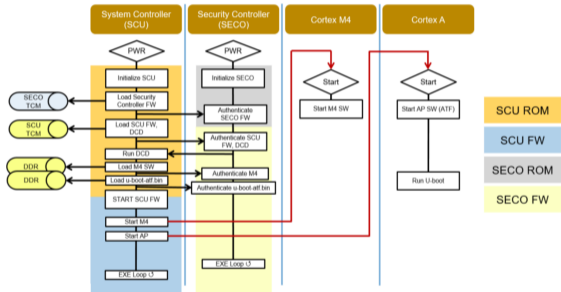 System Controller
(SCU)
Security Controller
(SECO)
Cortex M4
Cortex A
PWR
PWR
Initialize SCU
Initialize SECO
Start
Start
SECO
TCM
Load Security
Controller FW
Authenticate
SECO FW
Start M4 SW
Start AP SW (ATF)
SCU
TCM
Load SCU FW,
DCD
Authenticate SCU
FW, DCD
Run DCD
DDR
Load M4 SW
Authenticate M4
DDR
Load u-boot-atf.bin
Authenticate u-boot-atf.bin
Run U-boot
START SCU FW
Start M4
Start AP
EXE Loop ↺
EXE Loop ↺
SCU ROM
SCU FW
SECO ROM
SECO FW